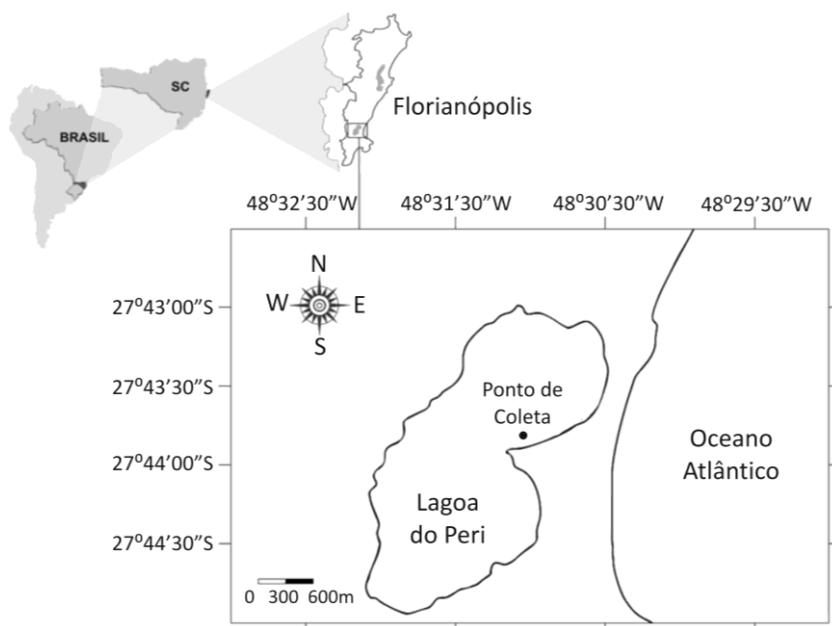 SC
BRASIL
Florianópolis
48º32'30"W 48º31'30"W 48º30'30"W 48º29'30"W
N
W E
S
27º43'00"S
27º43'30"S
27º44'00"S
27º44'30"S
Ponto de
Coleta
Oceano
Atlântico
Lagoa
do Peri
0 300 600m